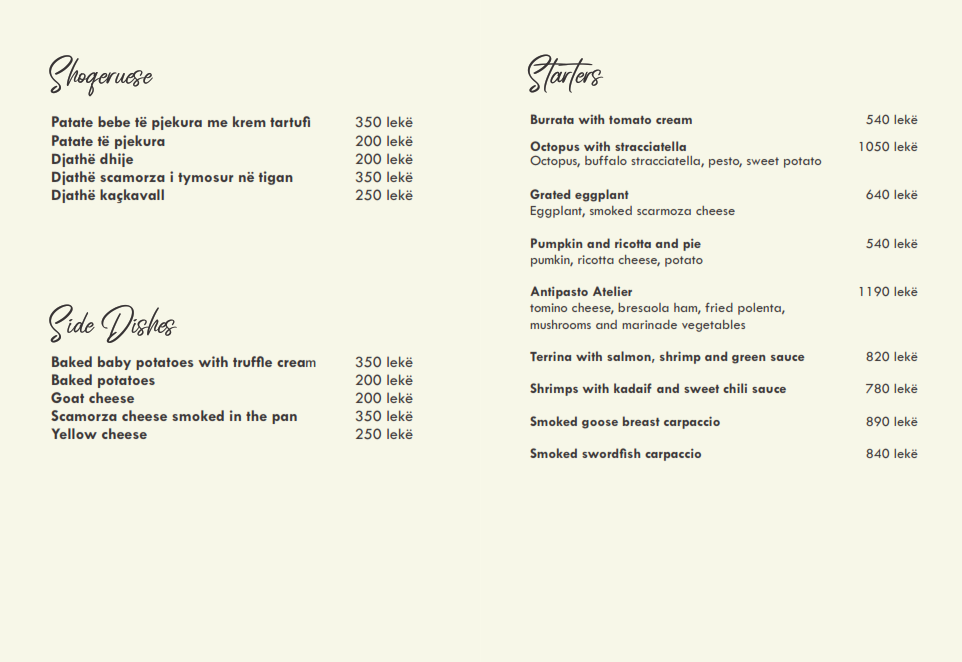 Shoqeruese
Patate bebe të pjekura me krem tartufi 350 lekë
Patate të pjekura 200 lekë
Djathë dhije 200 lekë
Djathë scamorza i tymosur në tigan 350 lekë
Djathë kaçkavall 250 lekë
Side Dishes
Baked baby potatoes with truffle cream 350 lekë
Baked potatoes 200 lekë
Goat cheese 200 lekë
Scamorza cheese smoked in the pan 350 lekë
Yellow cheese 250 lekë
Starters
Burrata with tomato cream 540 lekë
Octopus with stracciatella 1050 lekë
Octopus, buffalo stracciatella, pesto, sweet potato
Grated eggplant 640 lekë
Eggplant, smoked scarmoza cheese
Pumpkin and ricotta and pie 540 lekë
pumkin, ricotta cheese, potato
Antipasto Atelier 1190 lekë
tomino cheese, bresaola ham, fried polenta,
mushrooms and marinade vegetables
Terrina with salmon, shrimp and green sauce 820 lekë
Shrimps with kadaif and sweet chili sauce 780 lekë
Smoked goose breast carpaccio 890 lekë
Smoked swordfish carpaccio 840 lekë